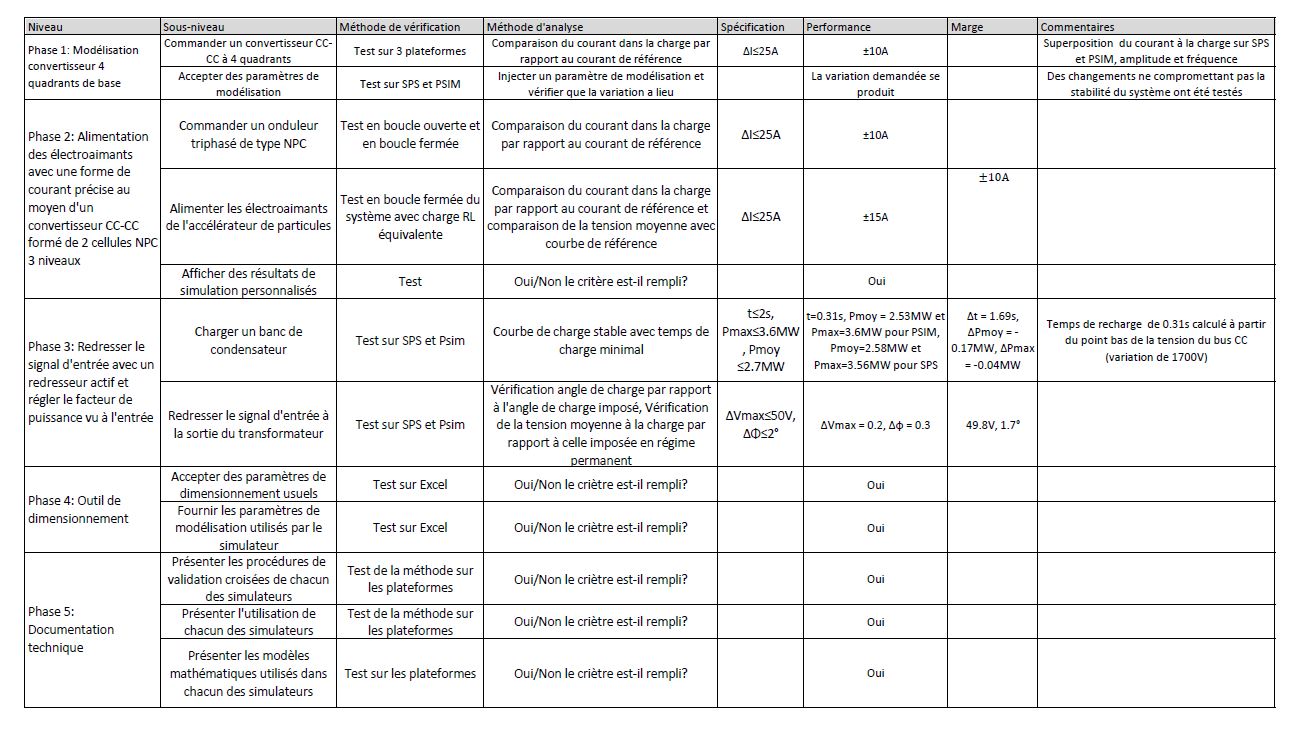 Niveau
Sous-niveau
Méthode de vérification
Méthode d'analyse
Spécification
Performance
Marge
Commentaires
Phase 1: Modélisation
convertisseur 4
quadrants de base
Commander un convertisseur CC-
CC à 4 quadrants
Test sur 3 plateformes
Comparaison du courant dans la charge par
rapport au courant de référence
ΔI≤25A
±10A
Superposition du courant à la charge sur SPS
et PSIM, amplitude et fréquence
Accepter des paramètres de
modélisation
Test sur SPS et PSIM
Injecter un paramètre de modélisation et
vérifier que la variation a lieu
La variation demandée se
produit
Des changements ne compromettant pas la
stabilité du système ont été testés
Phase 2: Alimentation
des électroaimants
avec une forme de
courant précise au
moyen d'un
convertisseur CC-CC
formé de 2 cellules NPC
3 niveaux
Commander un onduleur
triphasé de type NPC
Test en boucle ouverte et
en boucle fermée
Comparaison du courant dans la charge
par rapport au courant de référence
ΔI≤25A
±10A
Alimenter les électroaimants
de l'accélérateur de particules
Test en boucle fermée du
système avec charge RL
équivalente
Comparaison du courant dans la charge
par rapport au courant de référence et
comparaison de la tension moyenne avec
courbe de référence
ΔI≤25A
±15A
±10A
Afficher des résultats de
simulation personnalisés
Test
Oui/Non le critère est-il rempli?
Oui
Phase 3: Redresser le
signal d'entrée avec un
redresseur actif et
régler le facteur de
puissance vu à l'entrée
Charger un banc de
condensateur
Test sur SPS et Psim
Courbe de charge stable avec temps de
charge minimal
t≤2s,
Pmax≤3.6MW
, Pmoy
≤2.7MW
t=0.31s, Pmoy = 2.53MW et
Pmax=3.6MW pour PSIM,
Pmoy=2.58MW et
Pmax=3.56MW pour SPS
Δt = 1.69s,
ΔPmoy = -
0.17MW, ΔPmax
= -0.04MW
Temps de recharge de 0.31s calculé à partir
du point bas de la tension du bus CC
(variation de 1700V)
Redresser le signal d'entrée à
la sortie du transformateur
Test sur SPS et Psim
Vérification angle de charge par rapport
à l'angle de charge imposé, Vérification
de la tension moyenne à la charge par
rapport à celle imposée en régime
permanent
ΔVmax≤50V,
ΔΦ≤2°
ΔVmax = 0.2, Δφ = 0.3
49.8V, 1.7°
Phase 4: Outil de
dimensionnement
Accepter des paramètres de
dimensionnement usuels
Test sur Excel
Oui/Non le criètre est-il rempli?
Oui
Fournir les paramètres de
modélisation utilisés par le
simulateur
Test sur Excel
Oui/Non le criètre est-il rempli?
Oui
Phase 5:
Documentation
technique
Présenter les procédures de
validation croisées de chacun
des simulateurs
Test de la méthode sur
les plateformes
Oui/Non le criètre est-il rempli?
Oui
Présenter l'utilisation de
chacun des simulateurs
Test de la méthode sur
les plateformes
Oui/Non le criètre est-il rempli?
Oui
Présenter les modèles
mathématiques utilisés dans
chacun des simulateurs
Test sur les plateformes
Oui/Non le criètre est-il rempli?
Oui